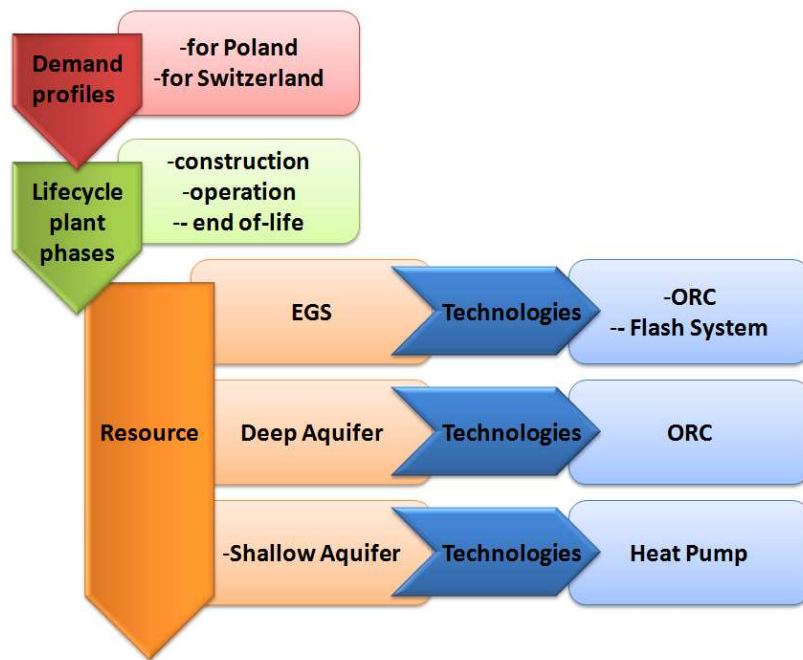 Demand
profiles
-for Poland
-for Switzerland
Lifecycle
plant
phases
-construction
-operation
-- end of-life
Resource
EGS
Technologies
-ORC
-- Flash System
Deep Aquifer
Technologies
ORC
-Shallow Aquifer
Technologies
Heat Pump